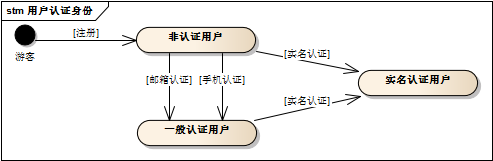 stm 用户认证身份
[注册]
非认证用户
游客
[实名认证]
[邮箱认证]
[手机认证]
实名认证用户
[实名认证]
一般认证用户